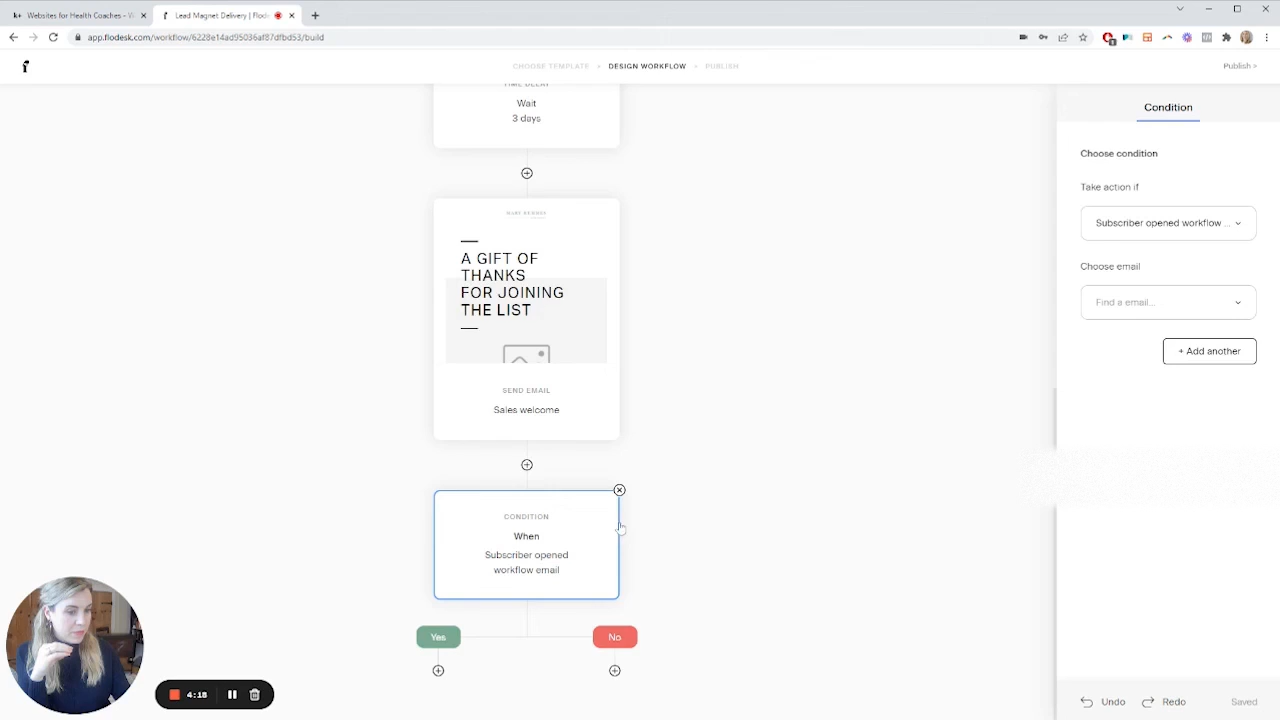 k+ Websites for Health Coaches - W
Lead Magnet Delivery | Flode
app.flodesk.com/workflow/6228e14ad95036af87dfbd53/build
CHOOSE TEMPLATE > DESIGN WORKFLOW > PUBLISH
Publish >
TIME DELAY
Wait
3 days
A GIFT OF
THANKS
FOR JOINING
THE LIST
SEND EMAIL
Sales welcome
CONDITION
When
Subscriber opened
workflow email
Yes
No
Condition
Choose condition
Take action if
Subscriber opened workflow ...
Choose email
Find a email...
+ Add another
4:18
Undo
Redo
Saved